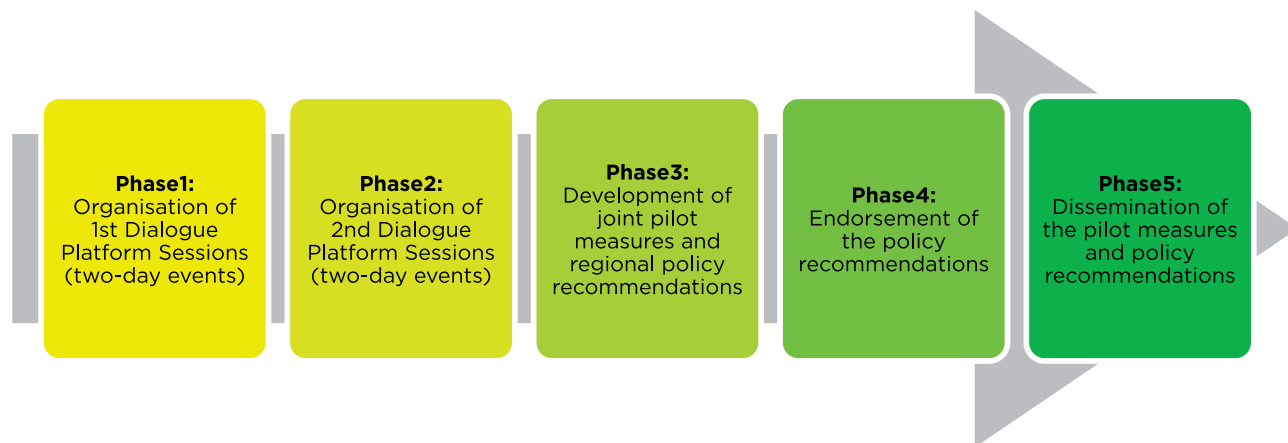 Phase1:
Organisation of
1st Dialogue
Platform Sessions
(two-day events)
Phase2:
Organisation of
2nd Dialogue
Platform Sessions
(two-day events)
Phase3:
Development of
joint pilot
measures and
regional policy
recommendations
Phase4:
Endorsement of
the policy
recommendations
Phase5:
Dissemination of
the pilot measures
and policy
recommendations